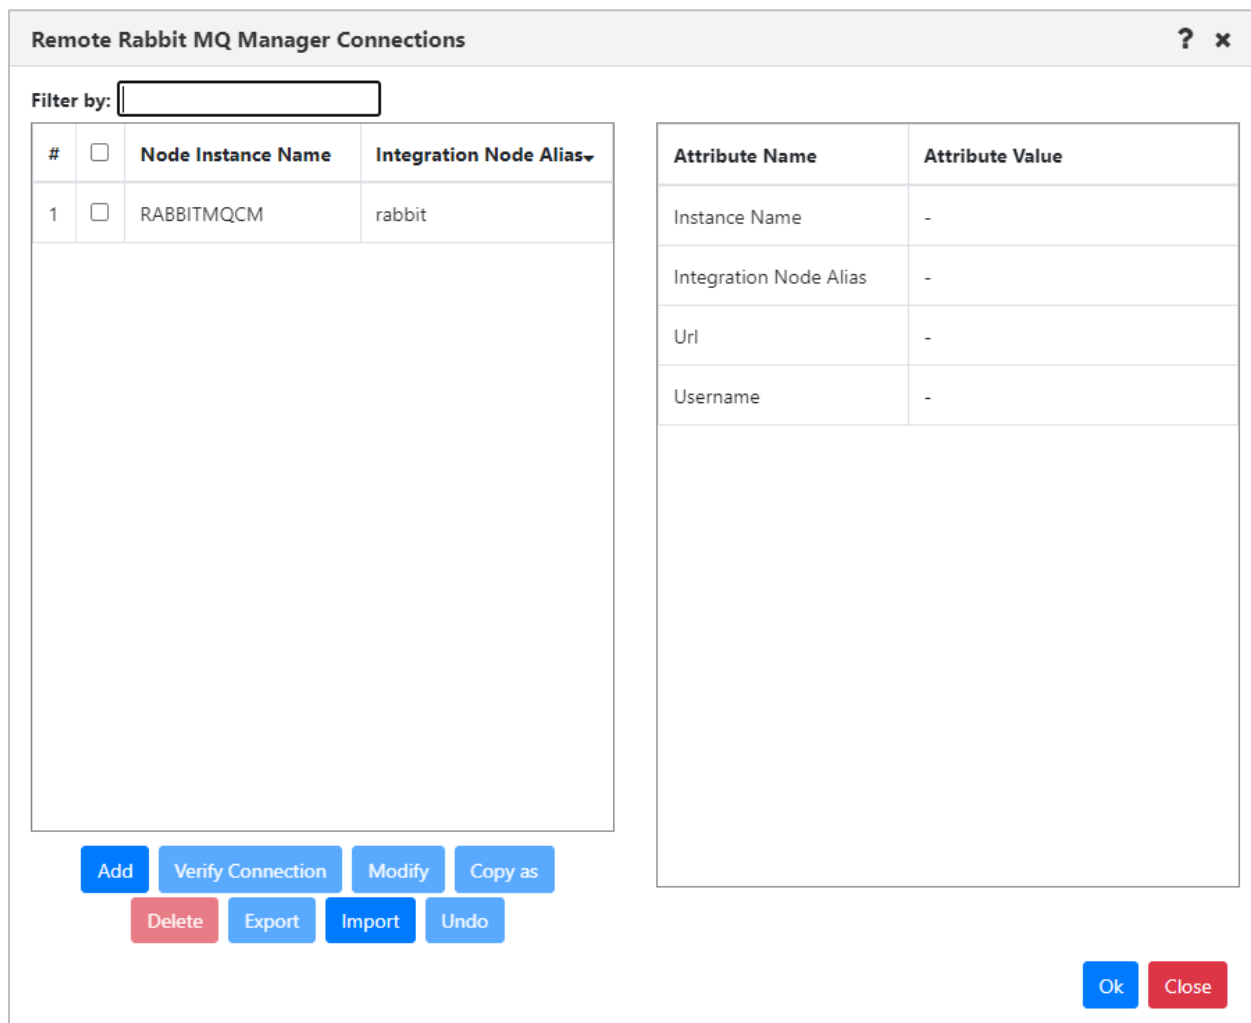 Remote Rabbit MQ Manager Connections ? ×
Filter by:
# Node Instance Name Integration Node Alias
1 RABBITMQCM rabbit
Attribute Name Attribute Value
Instance Name -
Integration Node Alias -
Url -
Username -
Add Verify Connection Modify Copy as
Delete Export Import Undo
Ok Close